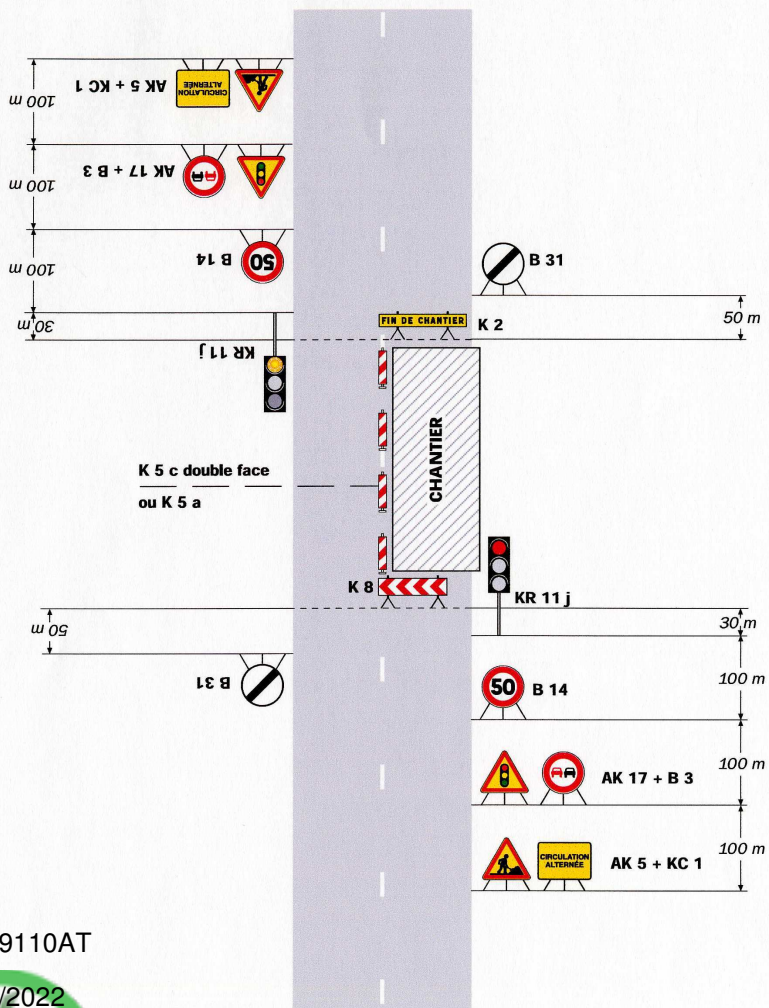 AK 5 + KC 1
CIRCULATION
ALTERNÉE
100 m
AK 17 + B 3
100 m
B 14
50
100 m
30 m
KR 11 j
B 31
50 m
FIN DE CHANTIER
K 2
CHANTIER
K 5 c double face
ou K 5 a
K 8
KR 11 j
30 m
50 m
B 31
50
B 14
100 m
AK 17 + B 3
100 m
CIRCULATION
ALTERNÉE
AK 5 + KC 1
100 m
9110AT
/2022